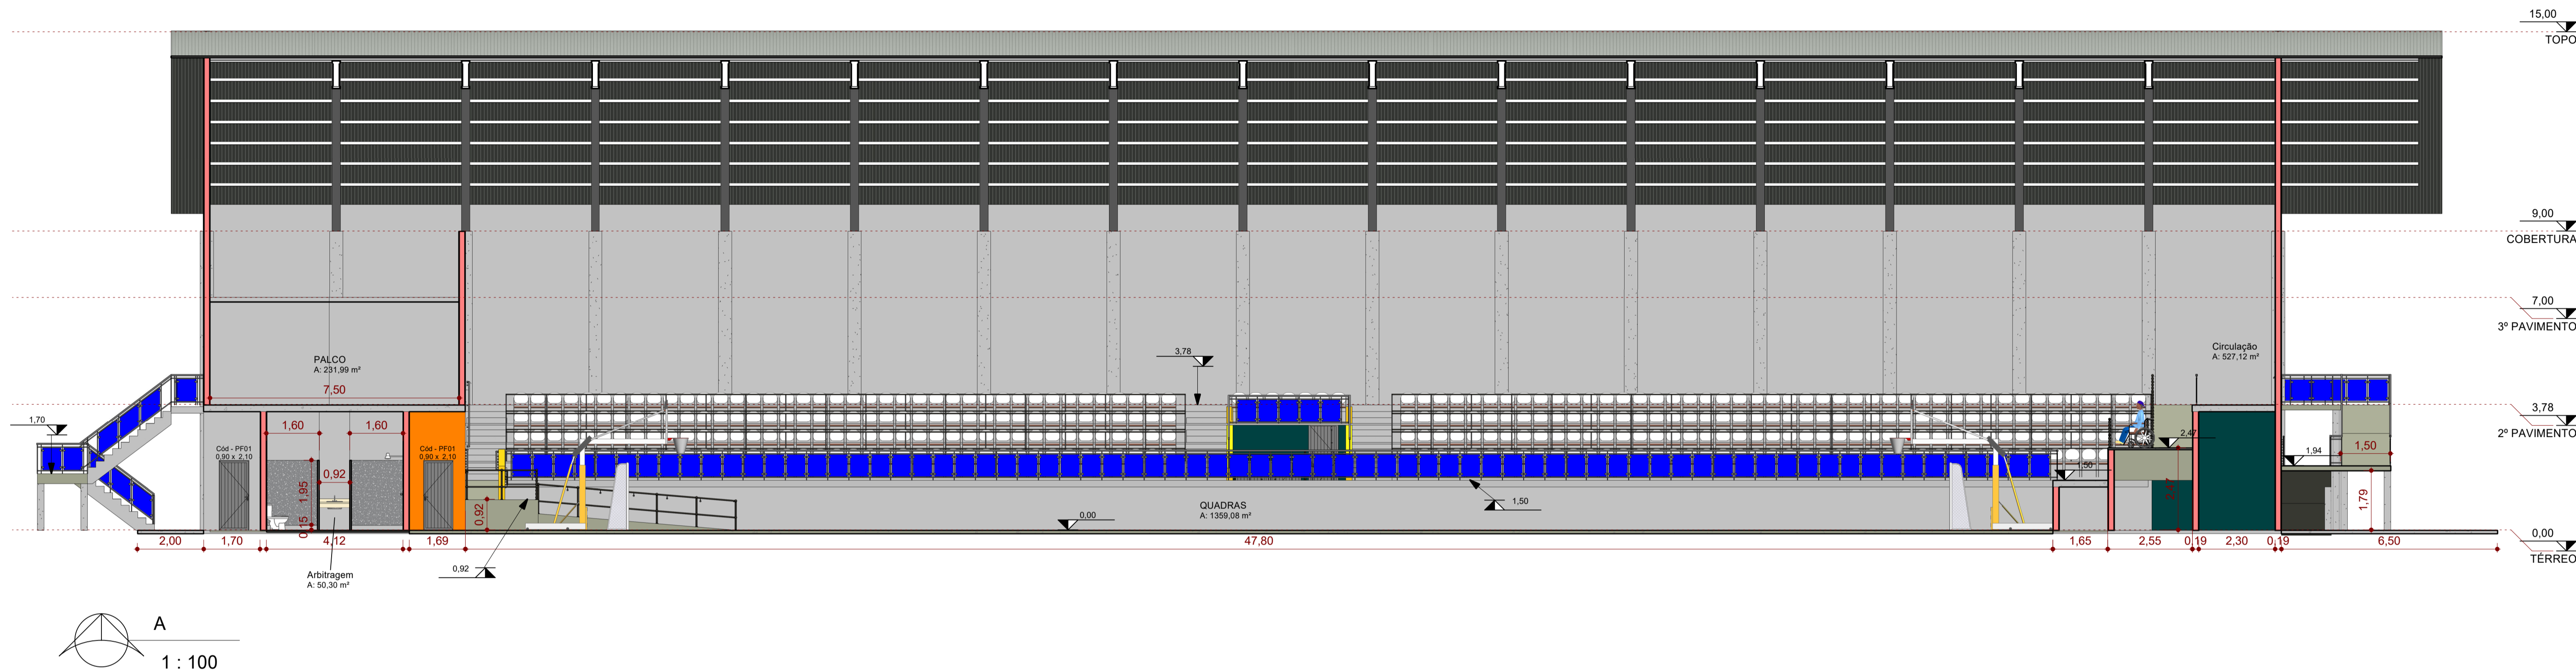 15,00
TOPO
9,00
COBERTURA
7,00
3º PAVIMENTO
3,78
2º PAVIMENTO
0,00
TÉRREO
PALCO
A: 231,99 m²
7,50
Circulação
A: 527,12 m²
3,78
1,70
1,60
1,60
Cód - PF01
0,90 x 2,10
Cód - PF01
0,90 x 2,10
0,92
1,95
0,15
0,92
2,47
2,47
1,50
1,94
1,50
1,79
1,50
QUADRAS
A: 1359,08 m²
0,00
2,00
1,70
4,12
1,69
47,80
1,65
2,55
0,19
2,30
0,19
6,50
0,92
Arbitragem
A: 50,30 m²
A
1 : 100